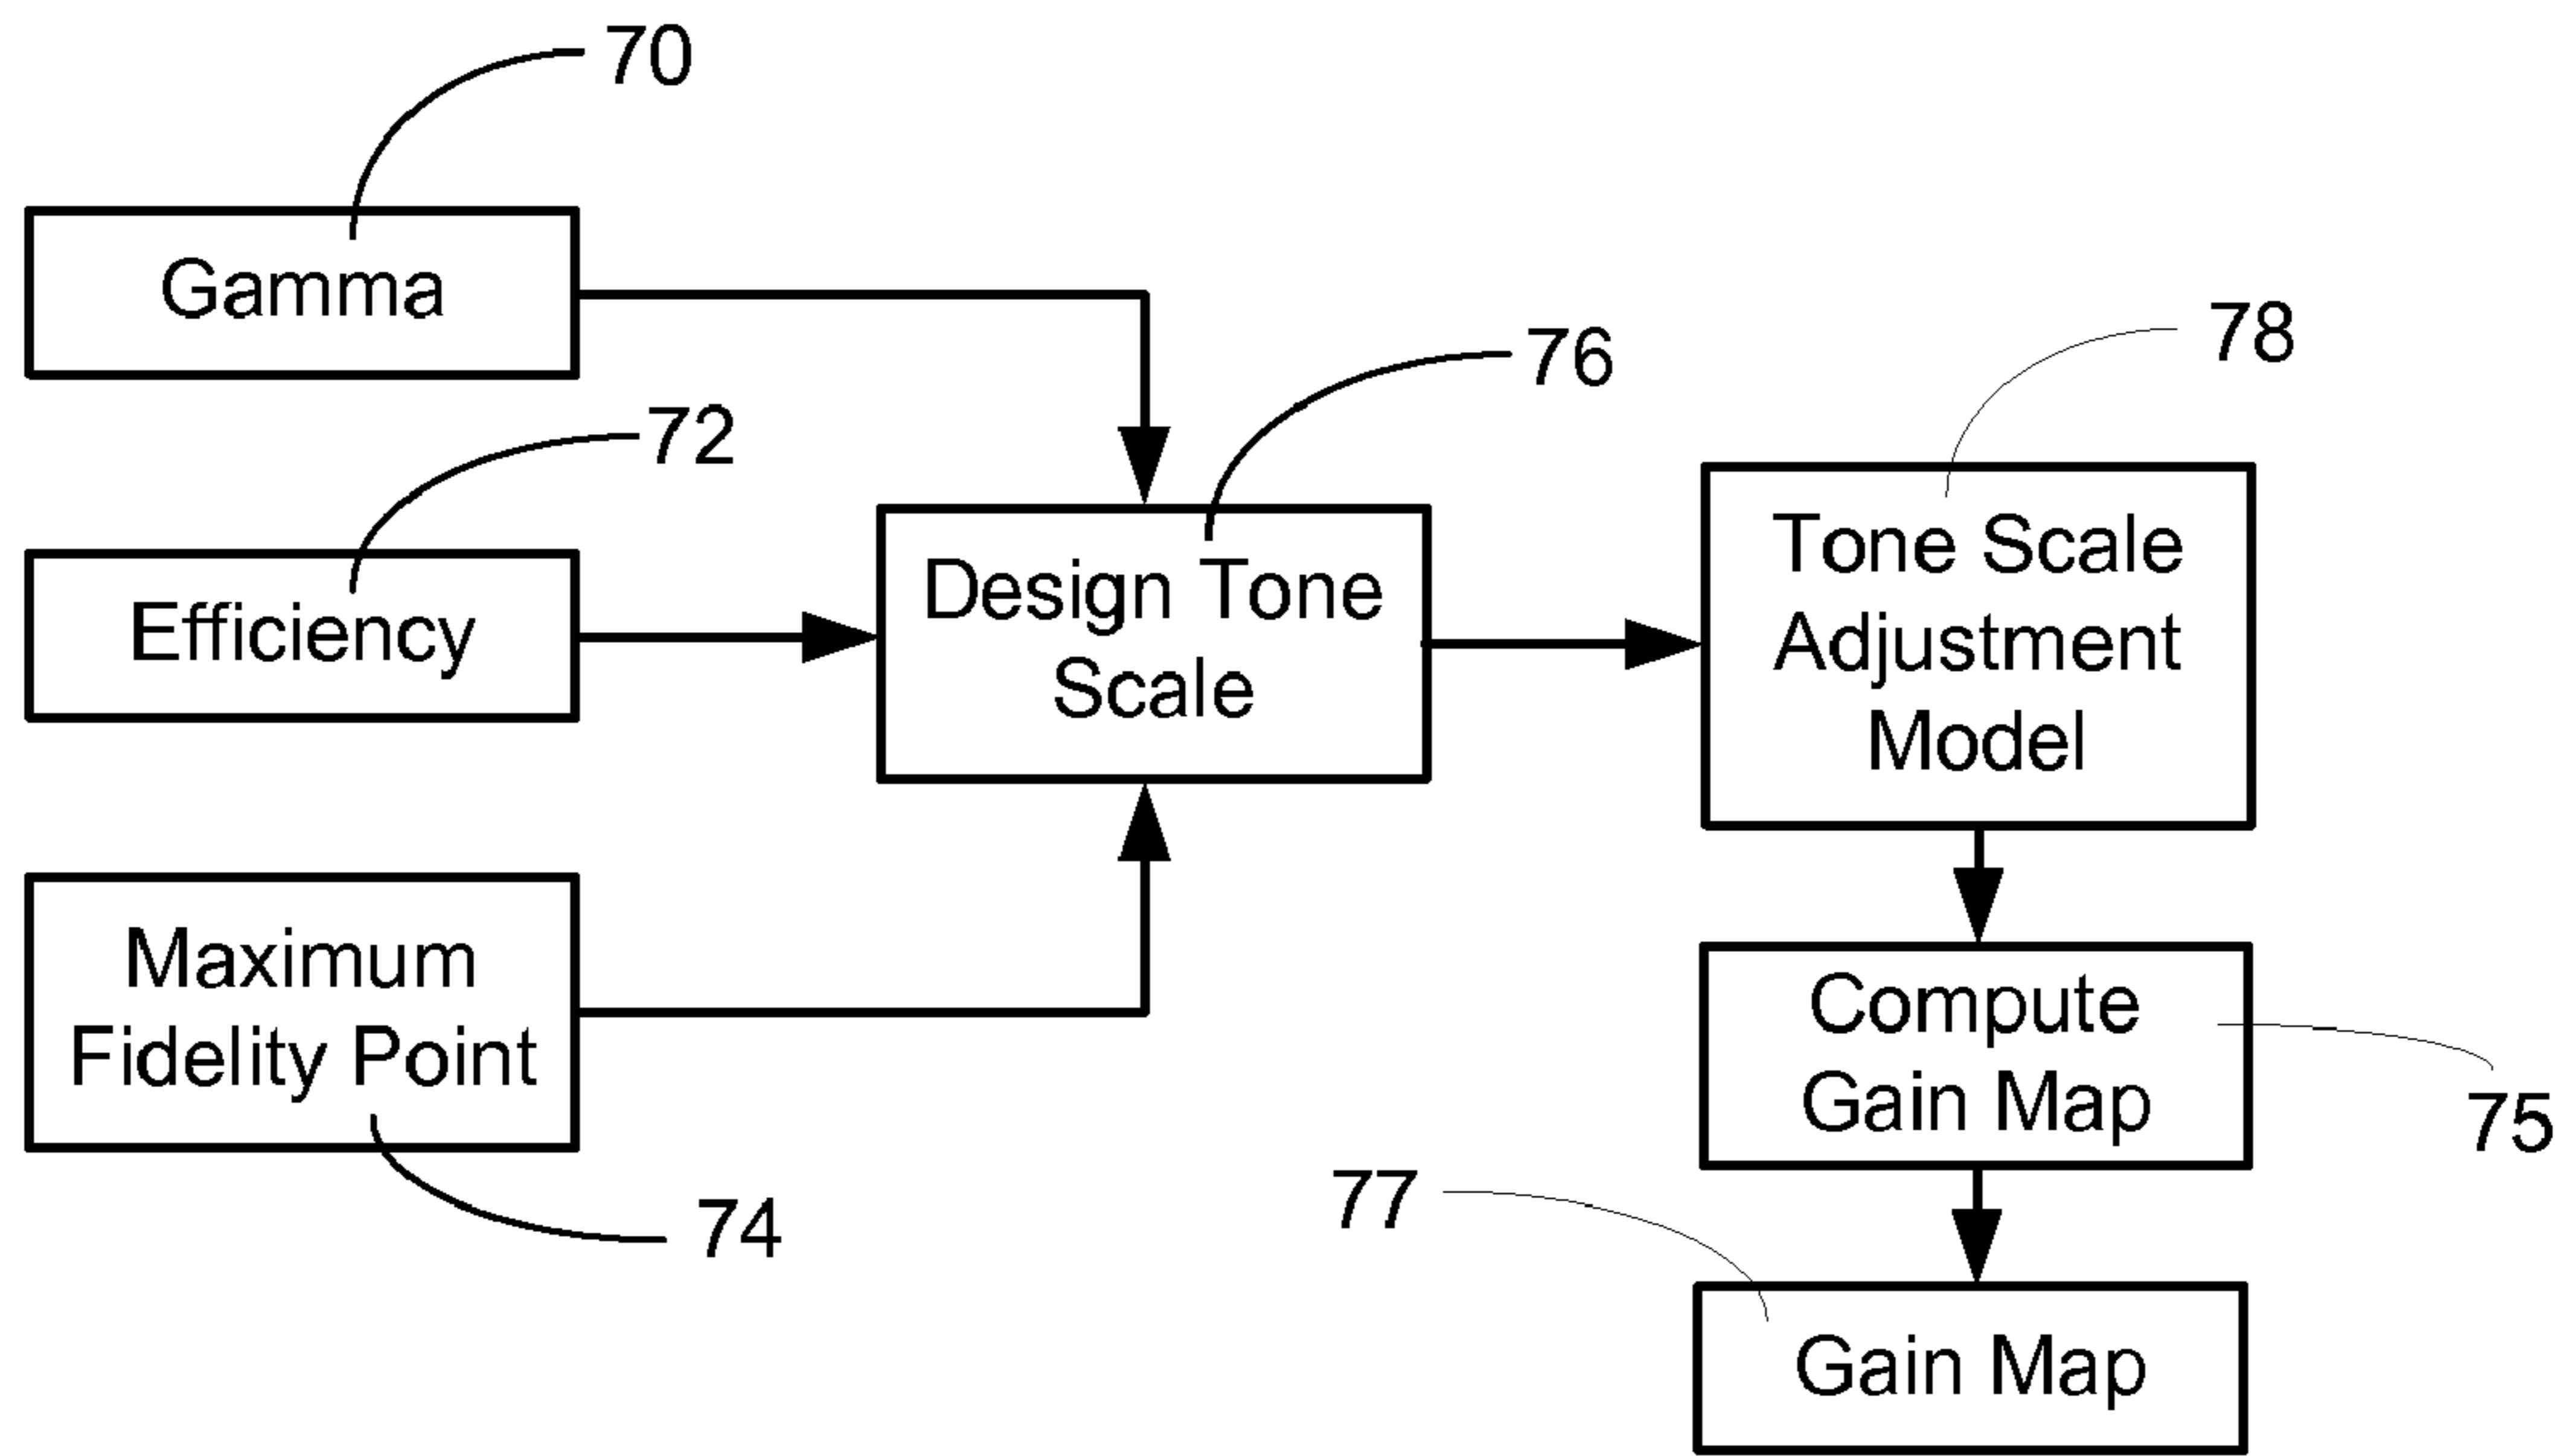 70
Gamma
72
Efficiency
Maximum
Fidelity Point
74
76
Design Tone
Scale
78
Tone Scale
Adjustment
Model
Compute
Gain Map
75
77
Gain Map